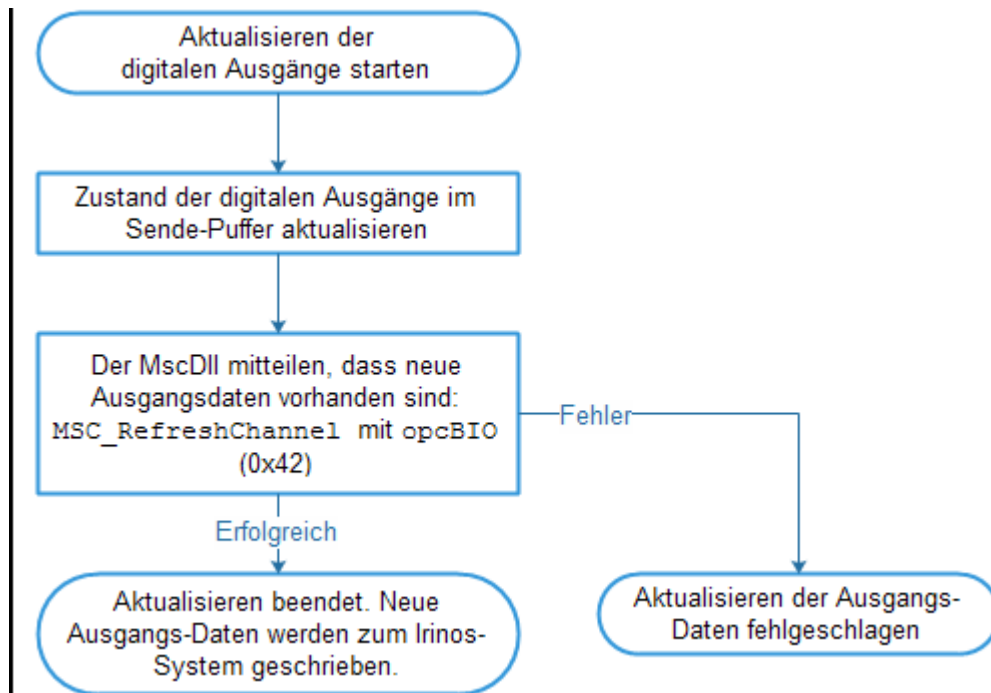 Aktualisieren der
digitalen Ausgänge starten
Zustand der digitalen Ausgänge im
Sende-Puffer aktualisieren
Der MscDll mitteilen, dass neue
Ausgangsdaten vorhanden sind:
MSC_RefreshChannel mit opcBIO
(0x42)
Fehler
Erfolgreich
Aktualisieren beendet. Neue
Ausgangs-Daten werden zum Irinos-
System geschrieben.
Aktualisieren der Ausgangs-
Daten fehlgeschlagen